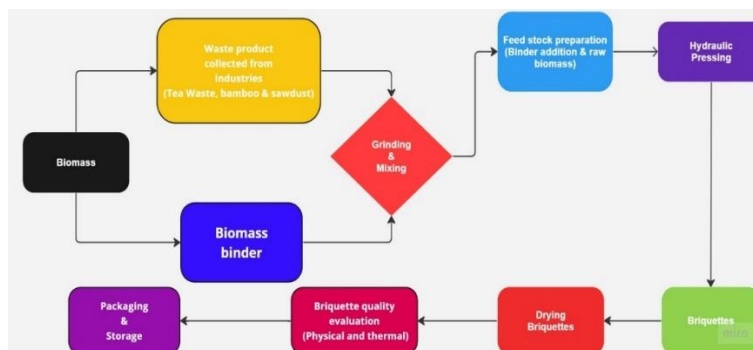 Biomass
Waste product
collected from
industries
(Tea Waste, bamboo & sawdust)
Biomass
binder
Grinding
&
Mixing
Feed stock preparation
(Binder addition & raw
biomass)
Hydraulic
Pressing
Briquettes
miro
Drying
Briquettes
Briquette quality
evaluation
(Physical and thermal)
Packaging
&
Storage